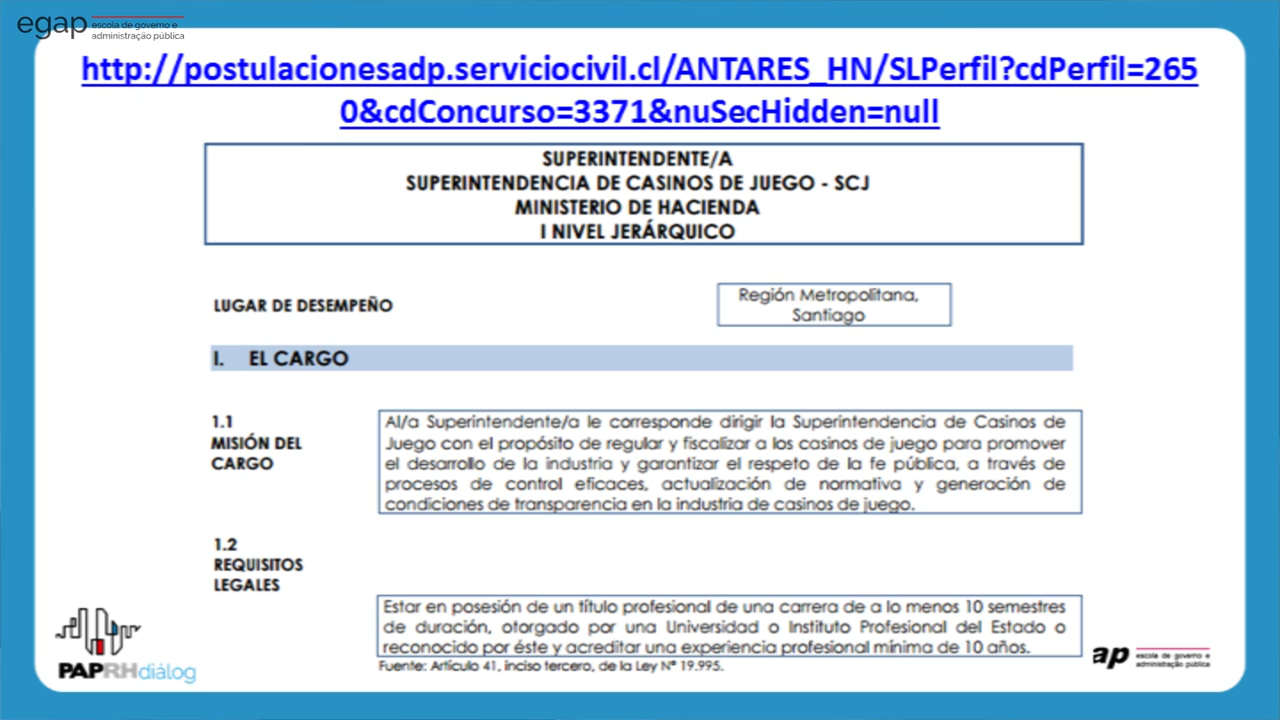 egap escola de governo e
administração pública
http://postulacionesadp.serviciocivil.cl/ANTARES_HN/SLPerfil?cdPerfil=265
0&cdConcurso=3371&nuSecHidden=null
SUPERINTENDENTE/A
SUPERINTENDENCIA DE CASINOS DE JUEGO - SCJ
MINISTERIO DE HACIENDA
I NIVEL JERÁRQUICO
LUGAR DE DESEMPEÑO
Región Metropolitana,
Santiago
I. EL CARGO
1.1
MISIÓN DEL
CARGO
Al/a Superintendente/a le corresponde dirigir la Superintendencia de Casinos de
Juego con el propósito de regular y fiscalizar a los casinos de juego para promover
el desarrollo de la industria y garantizar el respeto de la fe pública, a través de
procesos de control eficaces, actualización de normativa y generación de
condiciones de transparencia en la industria de casinos de juego.
1.2
REQUISITOS
LEGALES
Estar en posesión de un título profesional de una carrera de a lo menos 10 semestres
de duración, otorgado por una Universidad o Instituto Profesional del Estado o
reconocido por éste y acreditar una experiencia profesional mínima de 10 años.
Fuente: Artículo 41, inciso tercero, de la Ley Nº 19.995.
PAPRHdiálog
ap escola de governo e
administração pública